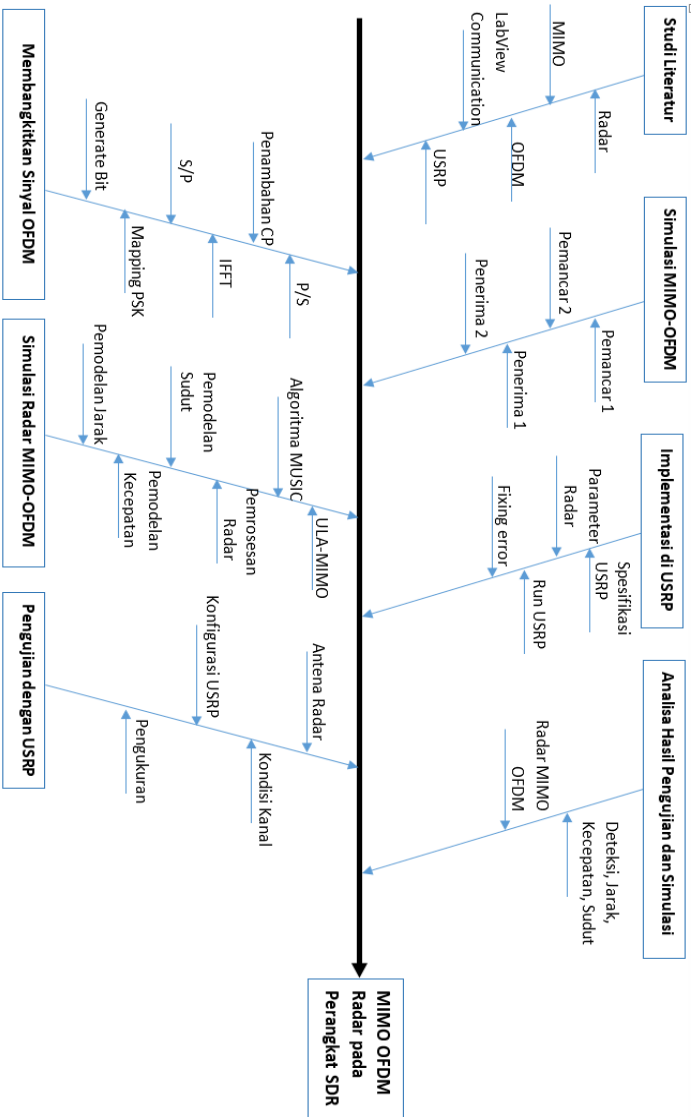 Studi Literatur
Radar
MIMO
OFDM
LabView
Communication
USRP
Membangkitkan Sinyal OFDM
P/S
Penambahan CP
IFFT
S/P
Mapping PSK
Generate Bit
Simulasi MIMO-OFDM
Pemancar 1
Pemancar 2
Penerima 1
Penerima 2
Simulasi Radar MIMO-OFDM
ULA-MIMO
Algoritma MUSIC
Pemrosesan
Radar
Pemodelan
Sudut
Pemodelan
Kecepatan
Pemodelan Jarak
Implementasi di USRP
Spesifikasi
USRP
Parameter
Radar
Run USRP
Fixing error
Pengujian dengan USRP
Antena Radar
Kondisi Kanal
Konfigurasi USRP
Pengukuran
Analisa Hasil Pengujian dan Simulasi
Deteksi, Jarak,
Kecepatan, Sudut
Radar MIMO
OFDM
MIMO OFDM
Radar pada
Perangkat SDR